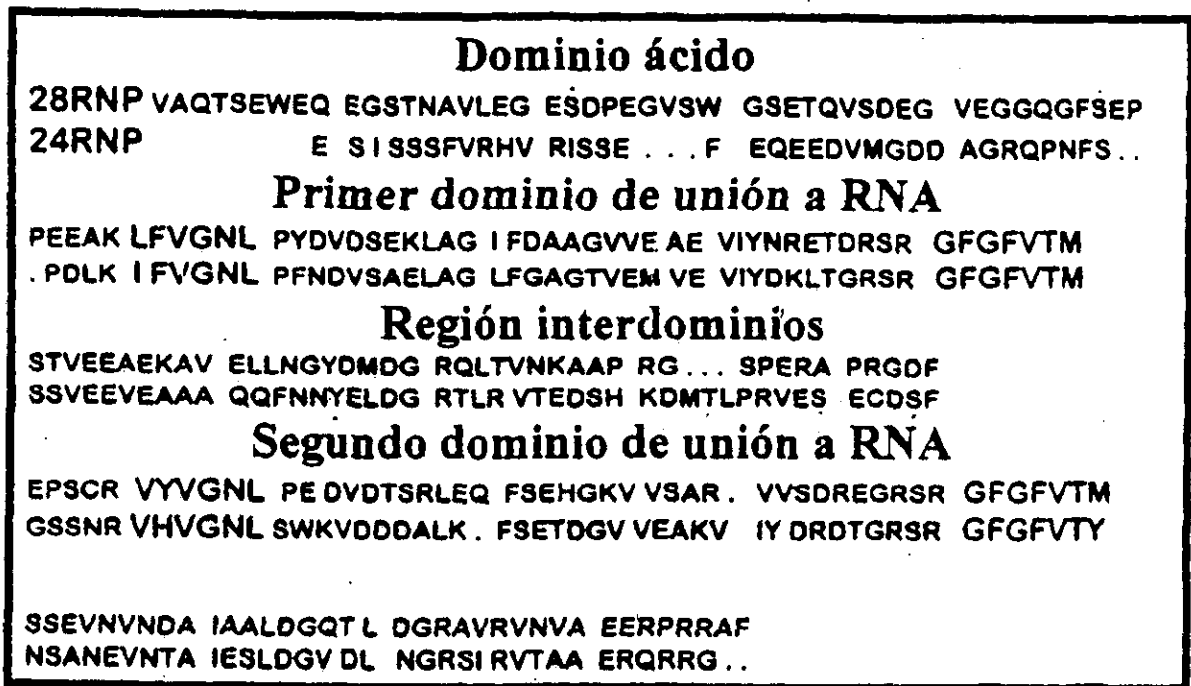 Dominio ácido
28RNP VAQTSEWEQ EGSTNAVLEG ESDPEGVSW GSETQVSDEG VEGGQGFSEP
24RNP E SISSSFVRHV RISSE . . . F EQEEDVMGDD AGRQPNFS . .
Primer dominio de unión a RNA
PEEAK LFVGNL PYDVDSEKLAG IFDAAGVVE AE VIYNRETDRSR GFGFVTM
. PDLK IFVGNL PFNDVSAELAG LFGAGTVEM VE VIYDKLTGRSR GFGFVTM
Región interdominios
STVEEAEKAV ELLNGYDMDG RQLTVNKAAP RG . . . SPERA PRGDF
SSVEEVEAAA QQFNNYELDG RTLR VTEDSH KDMTLPRVES ECDSF
Segundo dominio de unión a RNA
EPSCR VYVGNL PE DVDTSRLEQ FSEHGKV VSAR . VVSDREGRSR GFGFVTM
GSSNR VHVGNL SWKVDDDALK . FSETDGV VEAKV IY DRDTGRSR GFGFVTY
SSEVNVNDA IAALDGQT L DGRAVRVNVA EERPRRAF
NSANEVNTA IESLDGV DL NGRSI RVTAA ERQRRG . .